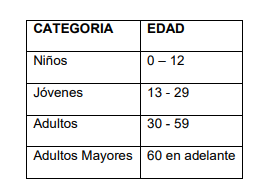 CATEGORIA EDAD
Niños 0 – 12
Jóvenes 13 - 29
Adultos 30 - 59
Adultos Mayores 60 en adelante